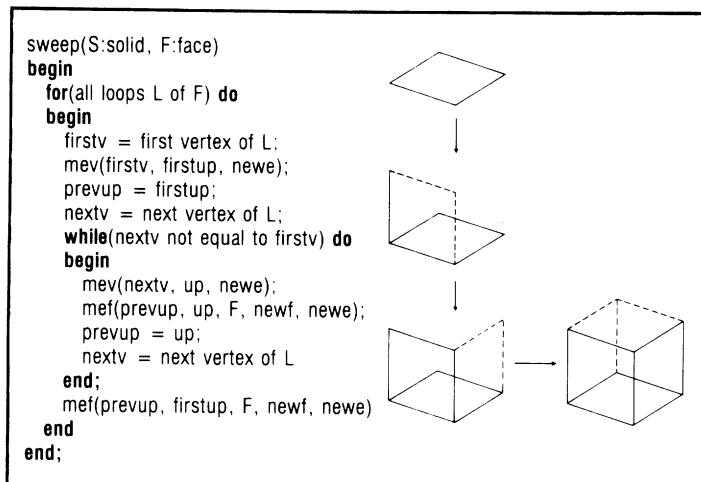 sweep(S:solid, F:face)
begin
for(all loops L of F) do
begin
firstv = first vertex of L;
mev(firstv, firstup, newe);
prevup = firstup;
nextv = next vertex of L;
while(nextv not equal to firstv) do
begin
mev(nextv, up, newe);
mef(prevup, up, F, newf, newe);
prevup = up;
nextv = next vertex of L
end;
mef(prevup, firstup, F, newf, newe)
end
end;